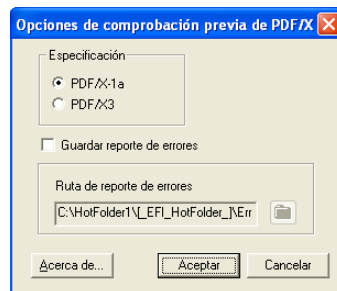 Opciones de comprobación previa de PDF/X
Especificación
PDF/X-1a
PDF/X3
Guardar reporte de errores
Ruta de reporte de errores
C:\HotFolder1\[_EFI_HotFolder_]\Err
Acerca de... Aceptar Cancelar